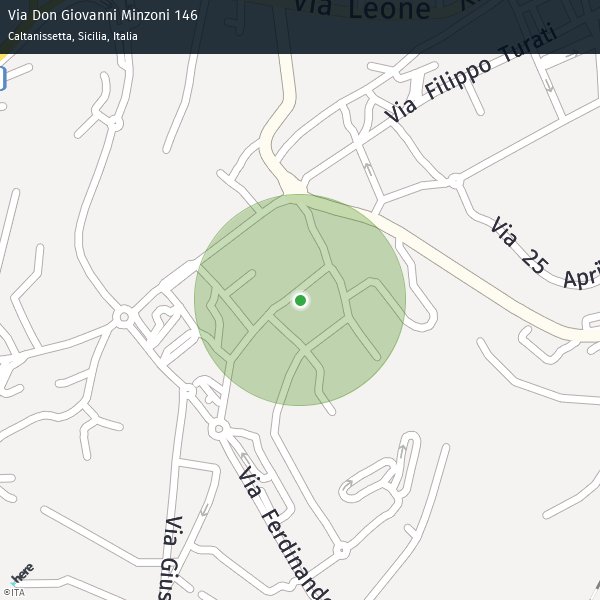 Via Don Giovanni Minzoni 146
Caltanissetta, Sicilia, Italia
Via Leone
Via Filippo Turati
Via 25 Apri
Via Ferdinando
Via Gius
here
©ITA